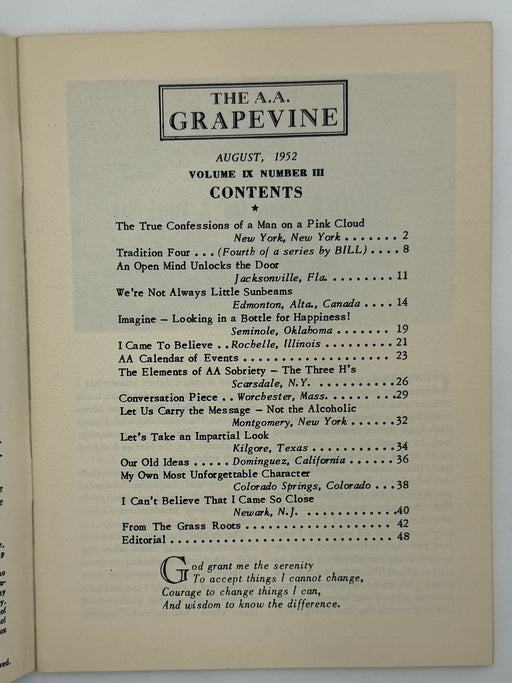 THE A.A.
GRAPEVINE
AUGUST, 1952
VOLUME IX NUMBER III
CONTENTS
★
The True Confessions of a Man on a Pink Cloud
New York, New York ....... 2
Tradition Four ... (Fourth of a series by BILL) .... 8
An Open Mind Unlocks the Door
Jacksonville, Fla. ........ 11
We're Not Always Little Sunbeams
Edmonton, Alta., Canada .... 14
Imagine — Looking in a Bottle for Happiness!
Seminole, Oklahoma ....... 19
I Came To Believe .. Rochelle, Illinois ......... 21
AA Calendar of Events ................... 23
The Elements of AA Sobriety — The Three H's
Scarsdale, N.Y. ..........26
Conversation Piece .. Worchester, Mass. .........29
Let Us Carry the Message — Not the Alcoholic
Montgomery, New York ......32
Let's Take an Impartial Look
Kilgore, Texas ...........34
Our Old Ideas ..... Dominguez, California ......36
My Own Most Unforgettable Character
Colorado Springs, Colorado ...38
I Can't Believe That I Came So Close
Newark, N.J. ............40
From The Grass Roots ................... 42
Editorial ............................ 48
God grant me the serenity
To accept things I cannot change,
Courage to change things I can,
And wisdom to know the difference.